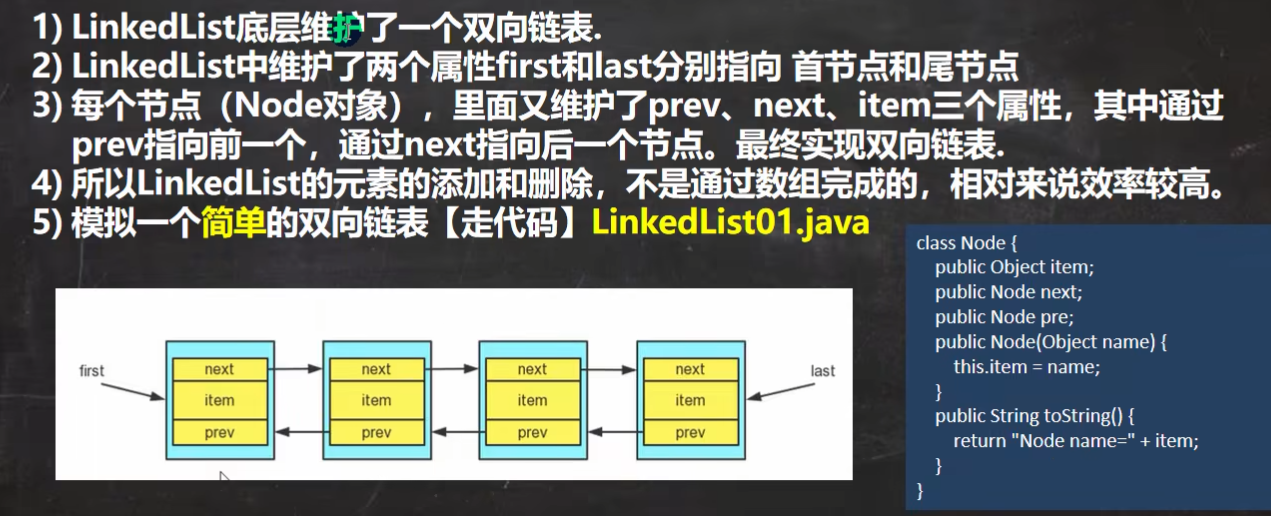 1) LinkedList底层维护了一个双向链表.
2) LinkedList中维护了两个属性first和last分别指向 首节点和尾节点
3) 每个节点（Node对象），里面又维护了prev、next、item三个属性，其中通过
prev指向前一个，通过next指向后一个节点。最终实现双向链表.
4) 所以LinkedList的元素的添加和删除，不是通过数组完成的，相对来说效率较高。
5) 模拟一个简单的双向链表【走代码】LinkedList01.java
first
next
item
prev
next
item
prev
next
item
prev
next
item
prev
last
class Node {
public Object item;
public Node next;
public Node pre;
public Node(Object name) {
this.item = name;
}
public String toString() {
return "Node name=" + item;
}
}